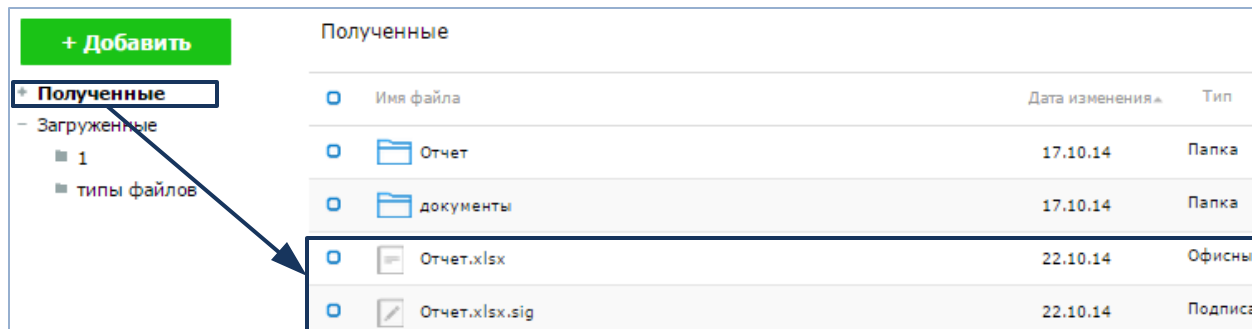 + Добавить
Полученные
Загруженные
1
типы файлов
Полученные
Имя файла Дата изменения Тип
Отчет 17.10.14 Папка
документы 17.10.14 Папка
Отчет.xlsx 22.10.14 Офисны
Отчет.xlsx.sig 22.10.14 Подписа